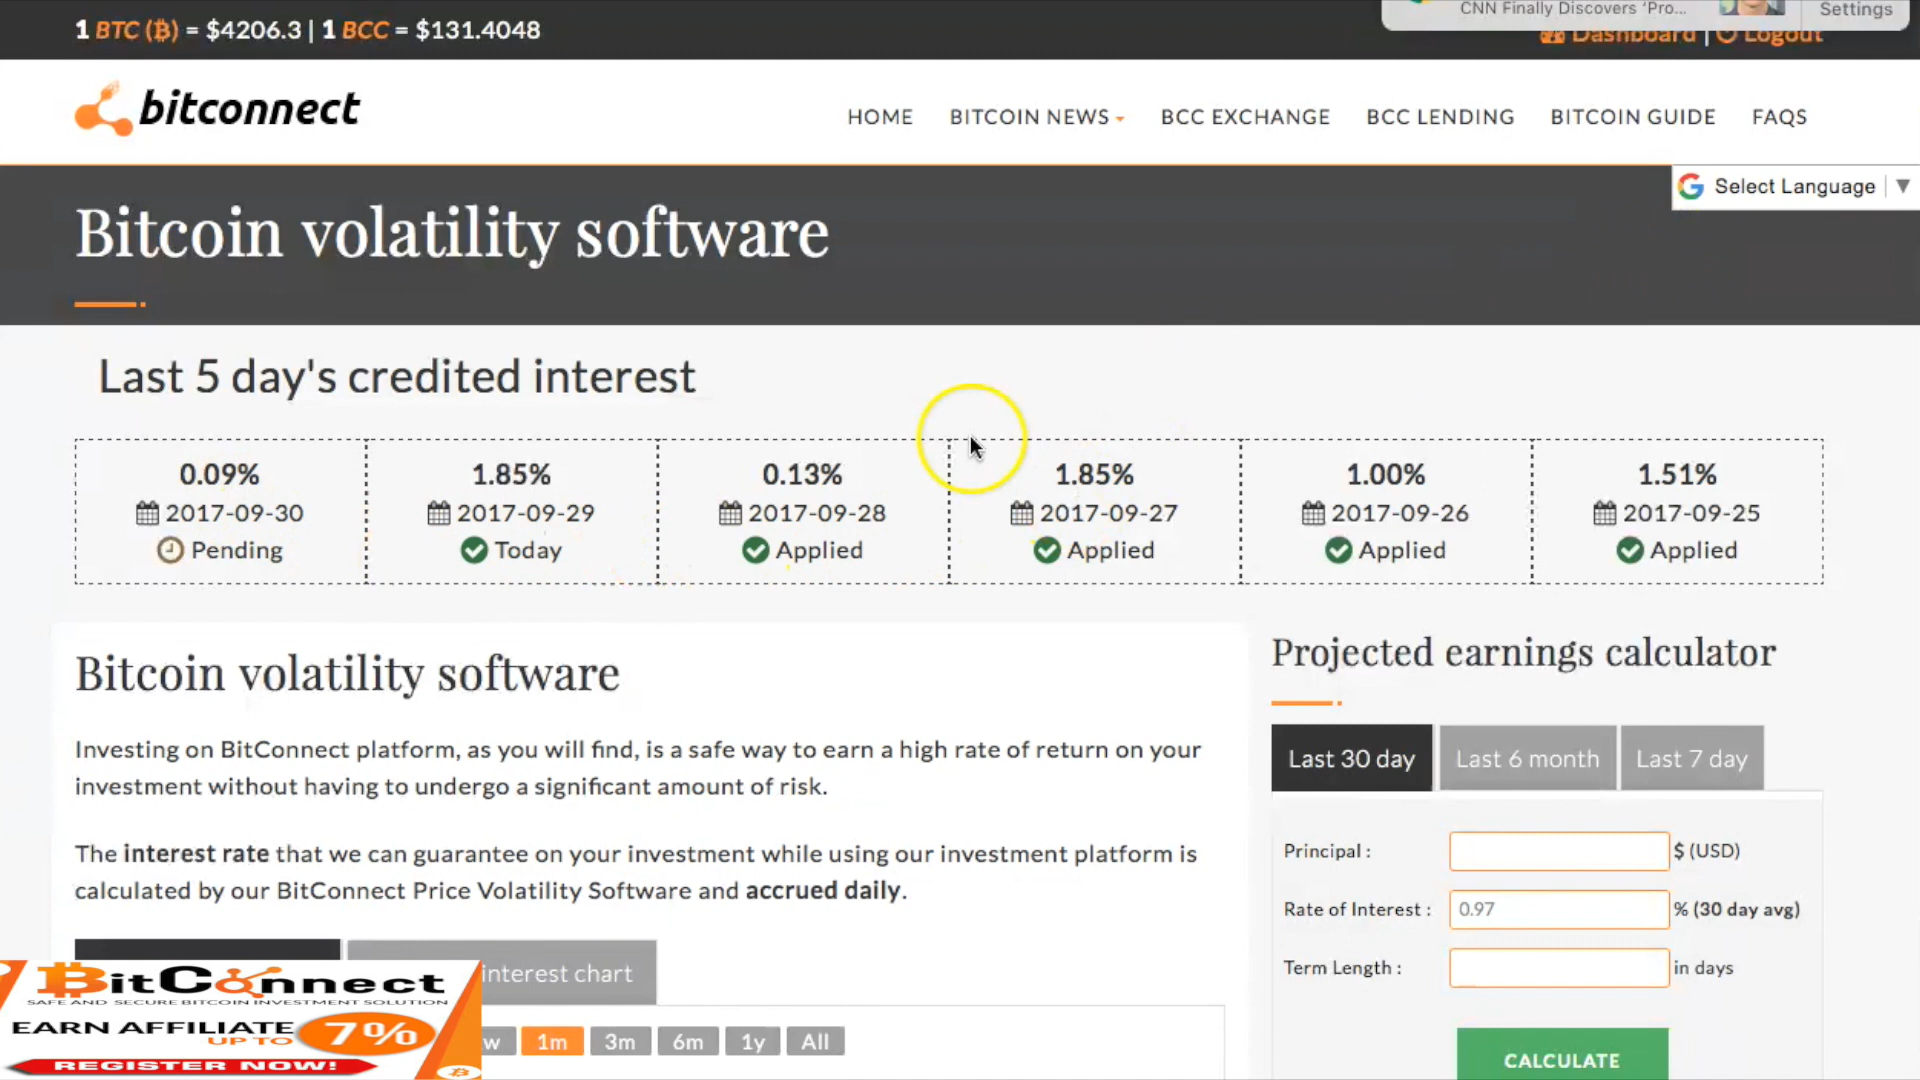 1 BTC (₿) = $4206.3 | 1 BCC = $131.4048
CNN Finally Discovers 'Pro...
Settings
Dashboard | Logout
bitconnect
HOME BITCOIN NEWS BCC EXCHANGE BCC LENDING BITCOIN GUIDE FAQS
Select Language
Bitcoin volatility software
Last 5 day's credited interest
0.09% 1.85% 0.13% 1.85% 1.00% 1.51%
2017-09-30 2017-09-29 2017-09-28 2017-09-27 2017-09-26 2017-09-25
Pending Today Applied Applied Applied Applied
Bitcoin volatility software
Investing on BitConnect platform, as you will find, is a safe way to earn a high rate of return on your
investment without having to undergo a significant amount of risk.
The interest rate that we can guarantee on your investment while using our investment platform is
calculated by our BitConnect Price Volatility Software and accrued daily.
interest chart
w 1m 3m 6m 1y All
Projected earnings calculator
Last 30 day Last 6 month Last 7 day
Principal : $ (USD)
Rate of Interest : 0.97 % (30 day avg)
Term Length : in days
CALCULATE
BitConnect
SAFE AND SECURE BITCOIN INVESTMENT SOLUTION
EARN AFFILIATE
UP TO 7%
REGISTER NOW!